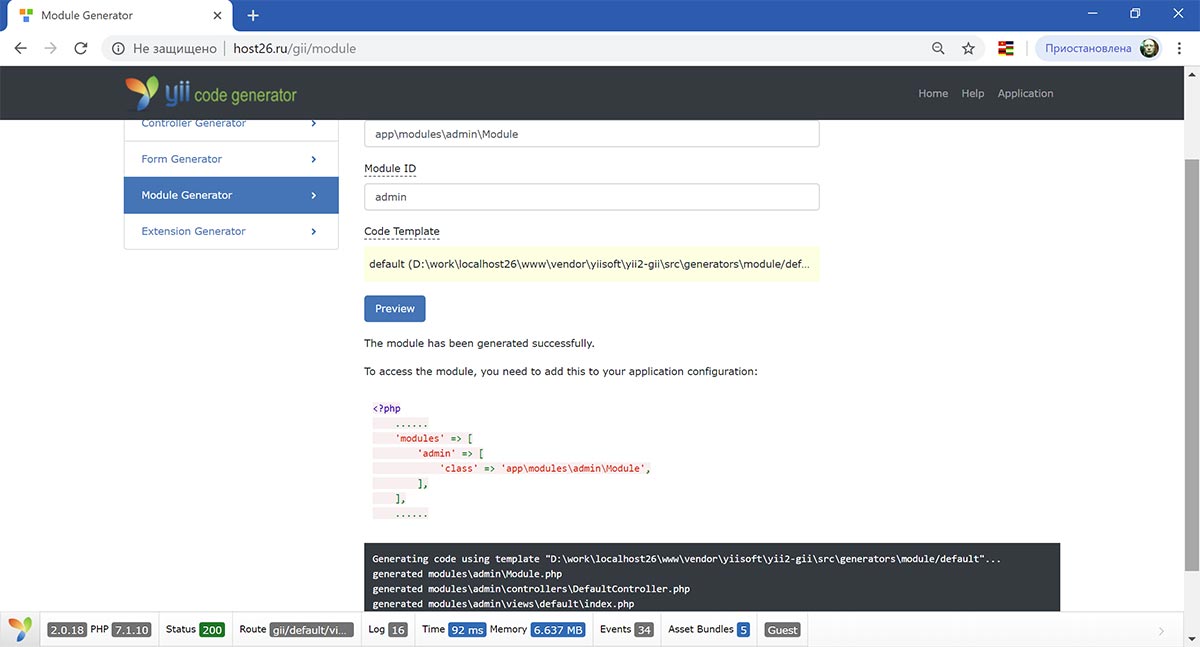 Module Generator
Не защищено
host26.ru/gii/module
Приостановлена
yii code generator
Home Help Application
Controller Generator
Form Generator
Module Generator
Extension Generator
app\modules\admin\Module
Module ID
admin
Code Template
default (D:\work\localhost26\www\vendor\yiisoft\yii2-gii\src\generators\module/def...
Preview
The module has been generated successfully.
To access the module, you need to add this to your application configuration:
<?php
......
'modules' => [
'admin' => [
'class' => 'app\modules\admin\Module',
],
],
......
Generating code using template "D:\work\localhost26\www\vendor\yiisoft\yii2-gii\src\generators\module/default"...
generated modules\admin\Module.php
generated modules\admin\controllers\DefaultController.php
generated modules\admin\views\default\index.php
2.0.18 PHP 7.1.10 Status 200 Route gii/default/vi... Log 16 Time 92 ms Memory 6.637 MB Events 34 Asset Bundles 5 Guest